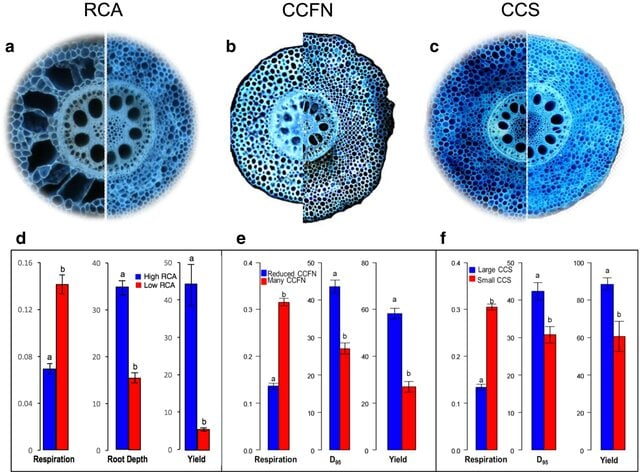 RCA CCFN CCS
a b c
d e f
0.16
0.12
0.08
0.04
0
a
b
Respiration
40
30
20
10
0
a
b
Root Depth
High RCA
Low RCA
50
40
30
20
10
0
a
b
Yield
0.4
0.3
0.2
0.1
0.0
a
b
Respiration
Reduced CCFN
Many CCFN
50
40
30
20
10
0
a
b
D95
80
60
40
20
0
a
b
Yield
0.4
0.3
0.2
0.1
0.0
a
b
Respiration
Large CCS
Small CCS
50
40
30
20
10
0
a
b
D95
100
80
60
40
20
0
a
b
Yield